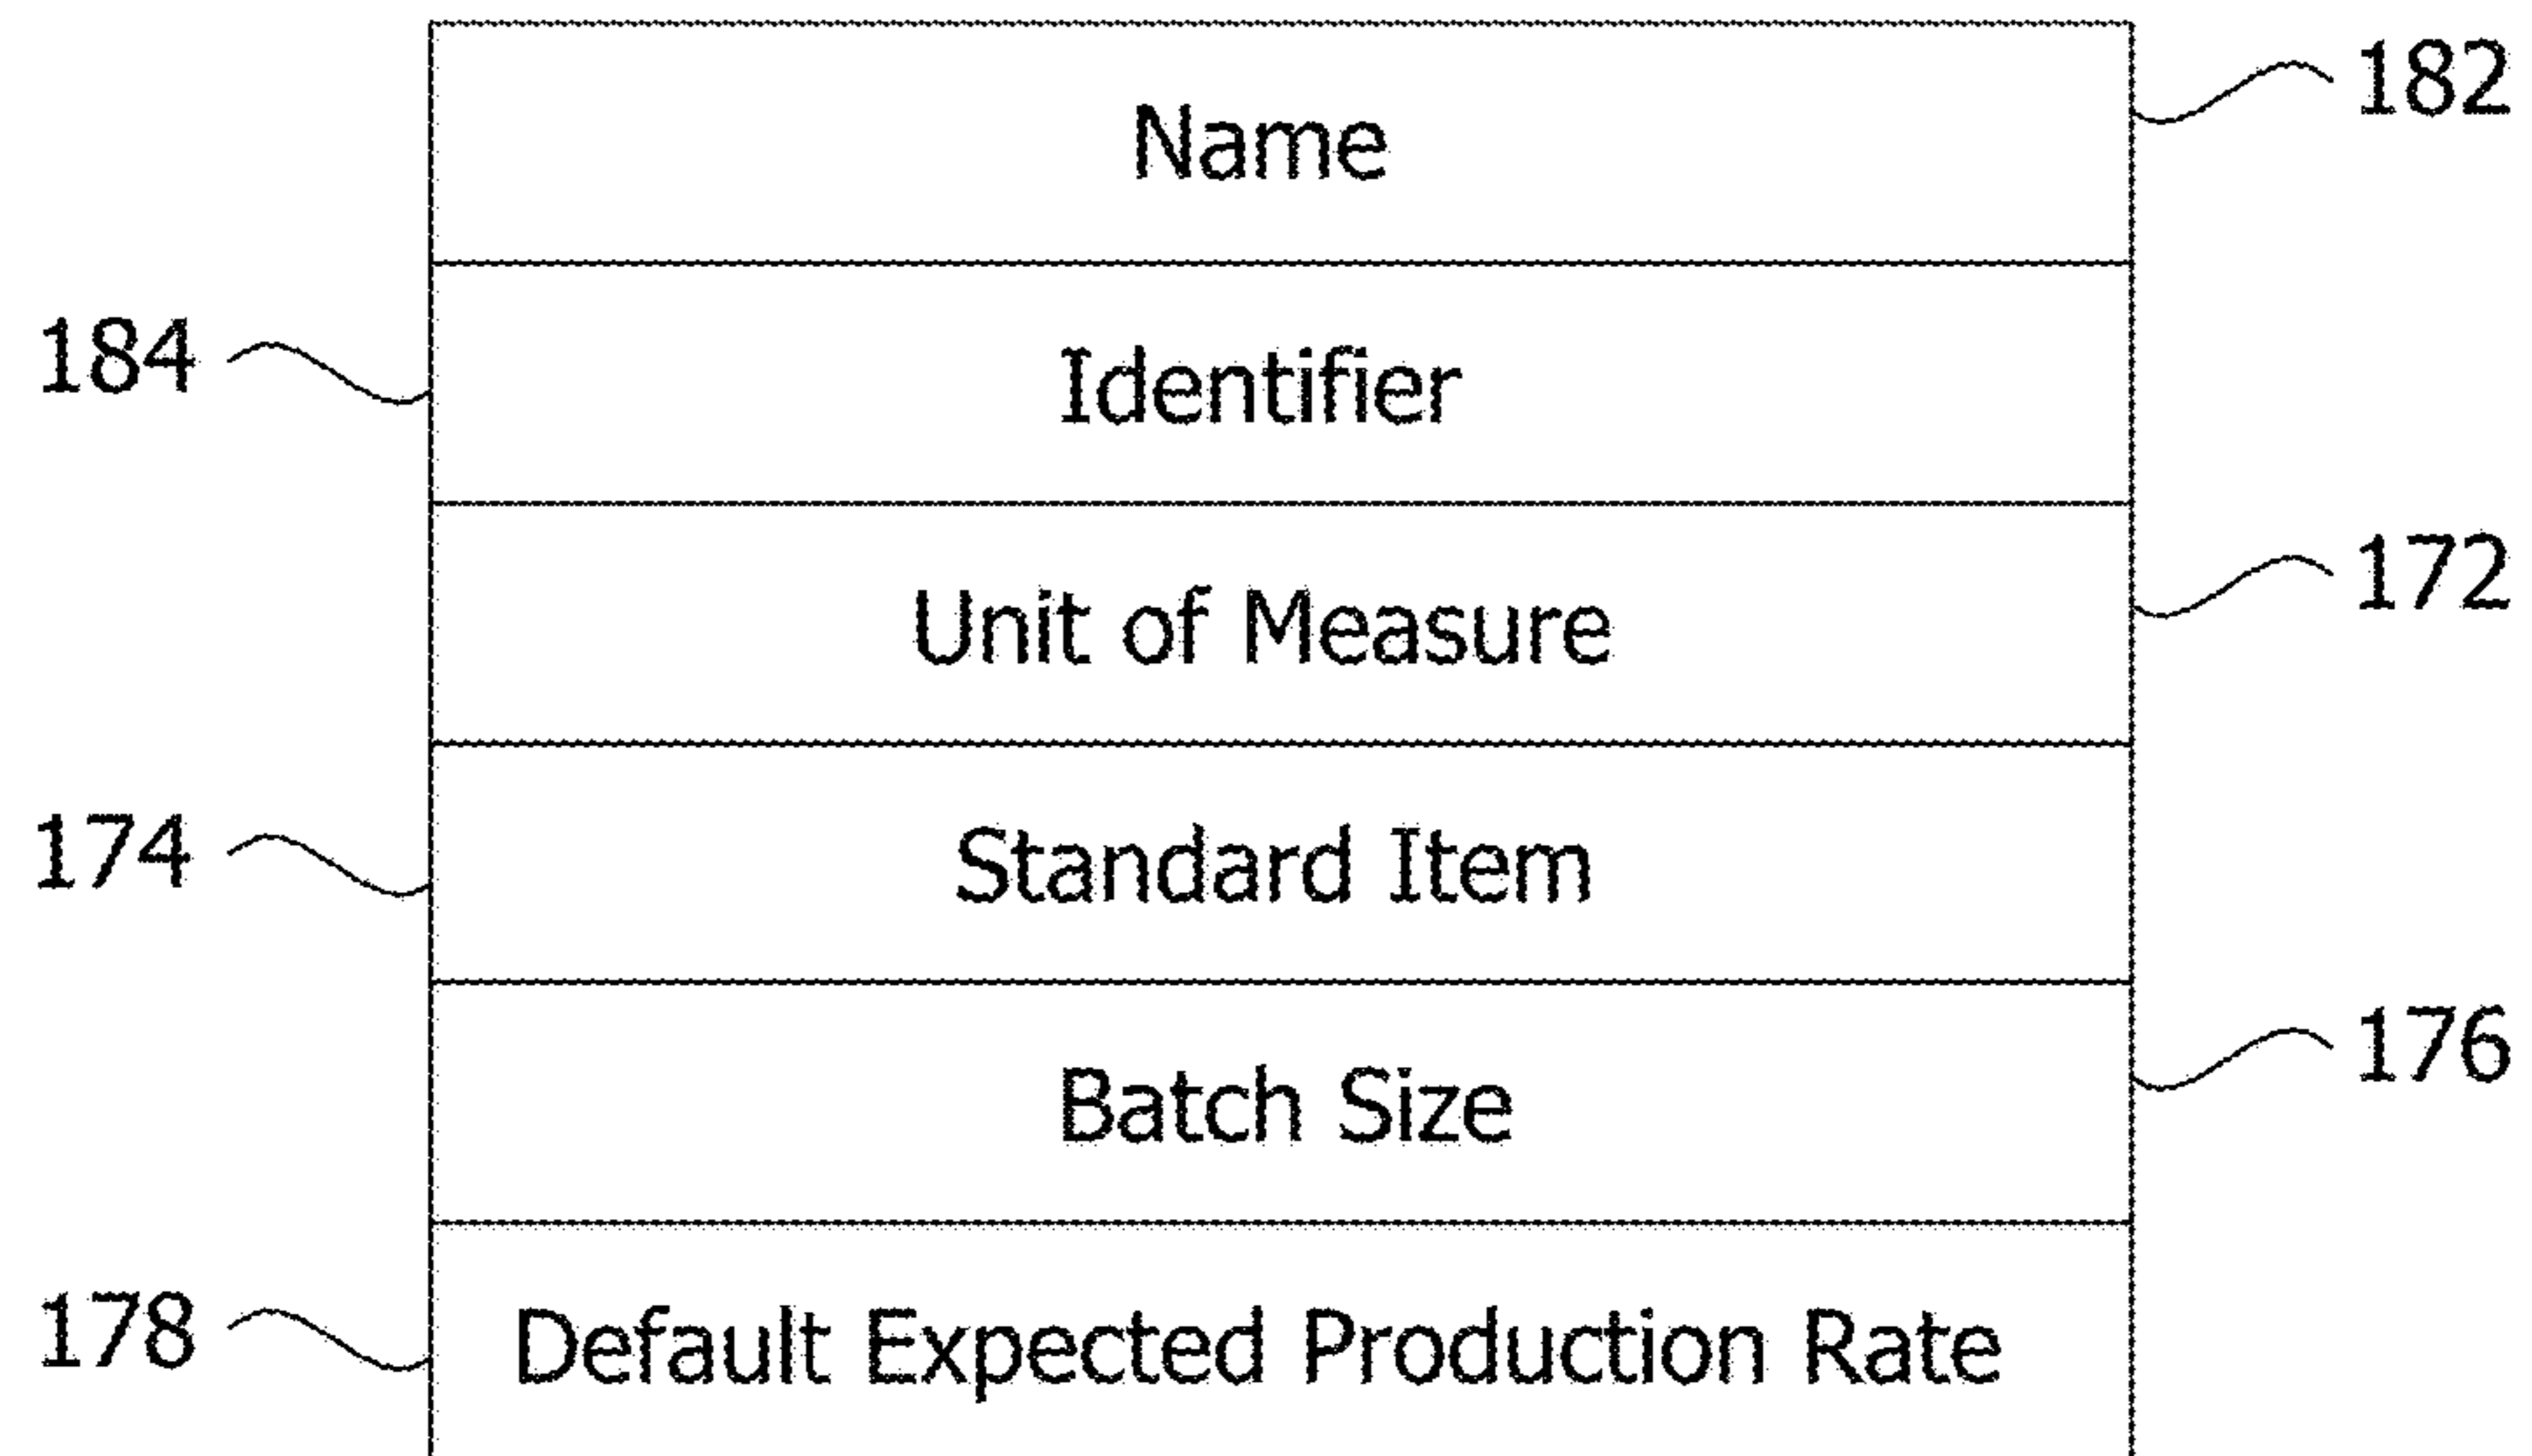 Name
182
184
Identifier
Unit of Measure
172
174
Standard Item
Batch Size
176
178
Default Expected Production Rate